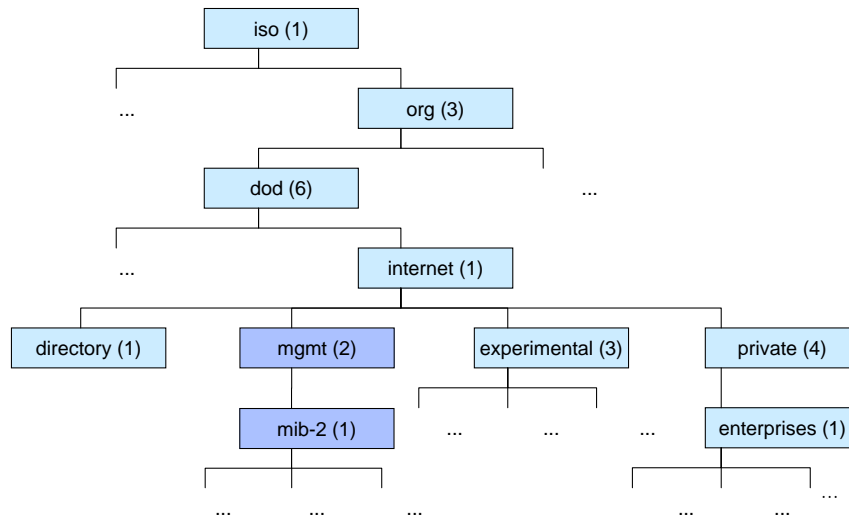 iso (1)
...
org (3)
dod (6)
...
...
internet (1)
directory (1)
mgmt (2)
experimental (3)
private (4)
mib-2 (1)
...
...
...
enterprises (1)
...
...
...
...
...
...